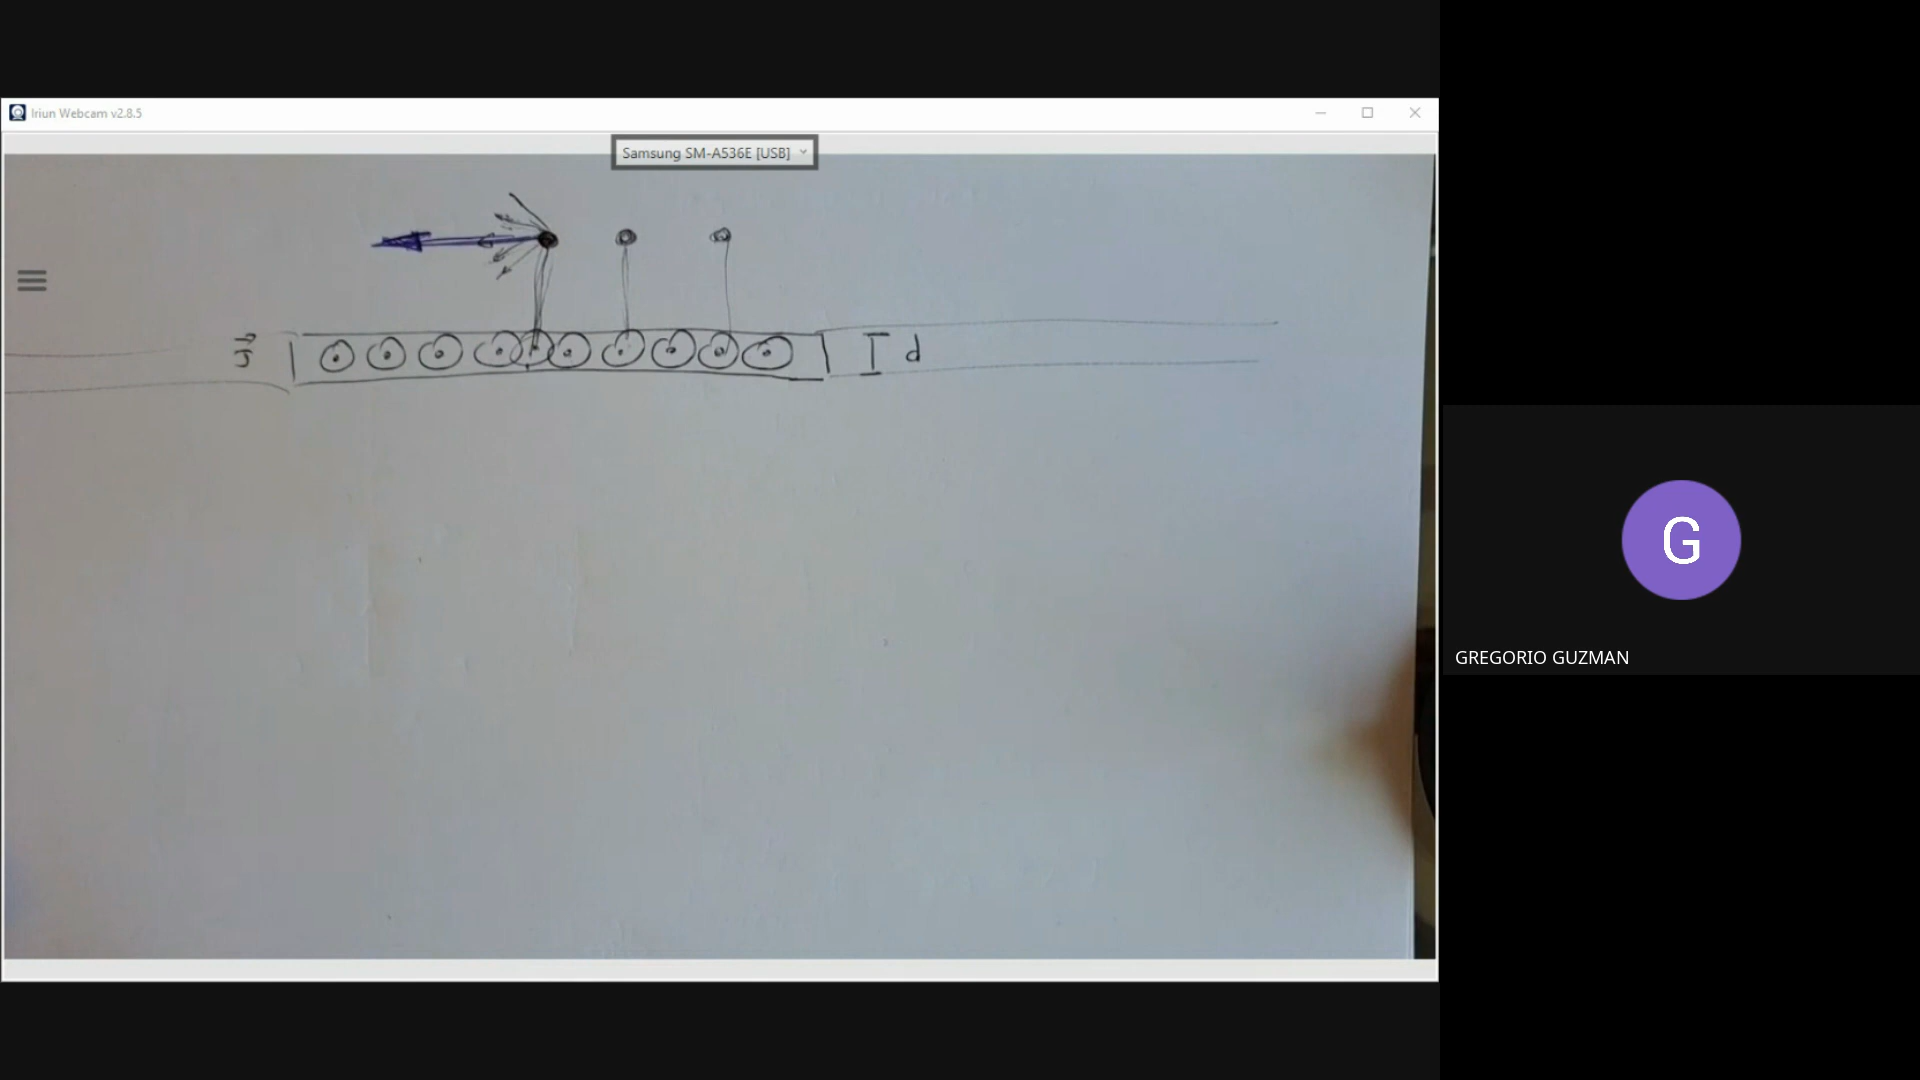 Iriun Webcam v2.8.5
Samsung SM-A536E [USB]
J⃗
d
G
GREGORIO GUZMAN